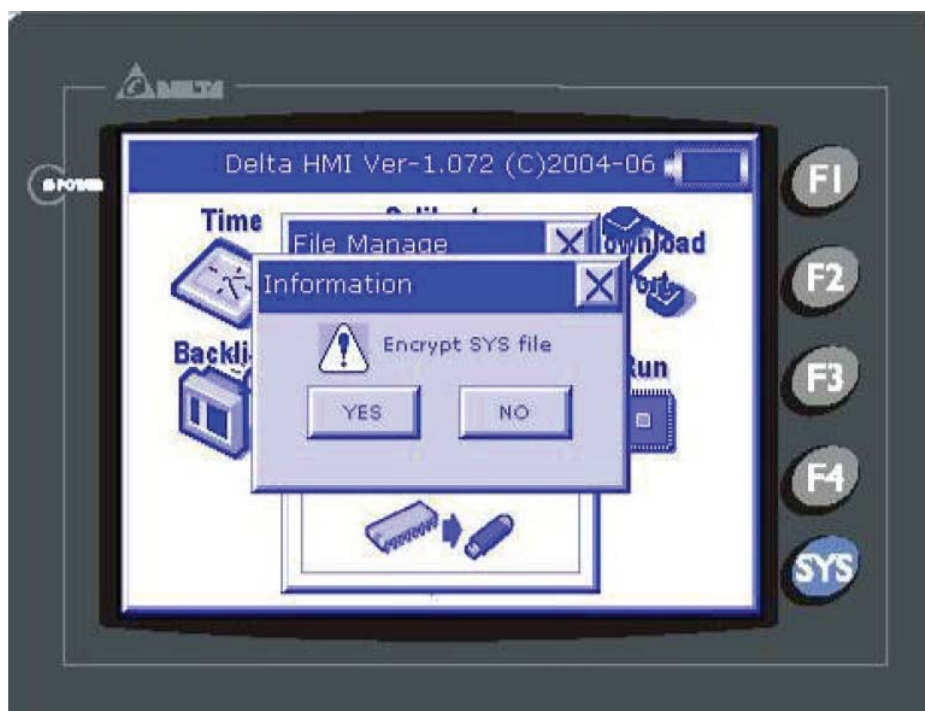 DELTA
Delta HMI Ver-1.072 (C)2004-06
POWER
F1
Time
File Manage
ownload
Information
F2
Encrypt SYS file
Backli
un
YES
NO
F3
F4
SYS